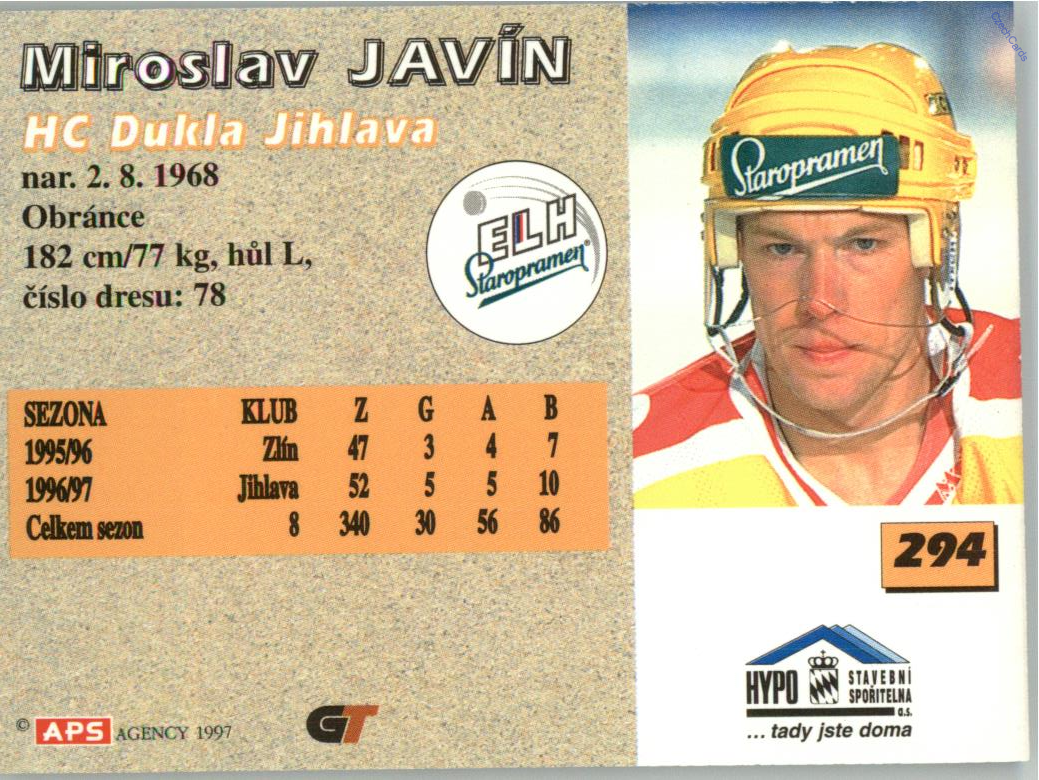 Miroslav JAVÍN
HC Dukla Jihlava
nar. 2. 8. 1968
Obránce
182 cm/77 kg, hůl L,
číslo dresu: 78
ELH
Staropramen
SEZONA KLUB Z G A B
1995/96 Zlín 47 3 4 7
1996/97 Jihlava 52 5 5 10
Celkem sezon 8 340 30 56 86
© APS AGENCY 1997
GT
Czech Cards
Staropramen
294
HYPO STAVEBNÍ
SPOŘITELNA
a.s.
... tady jste doma